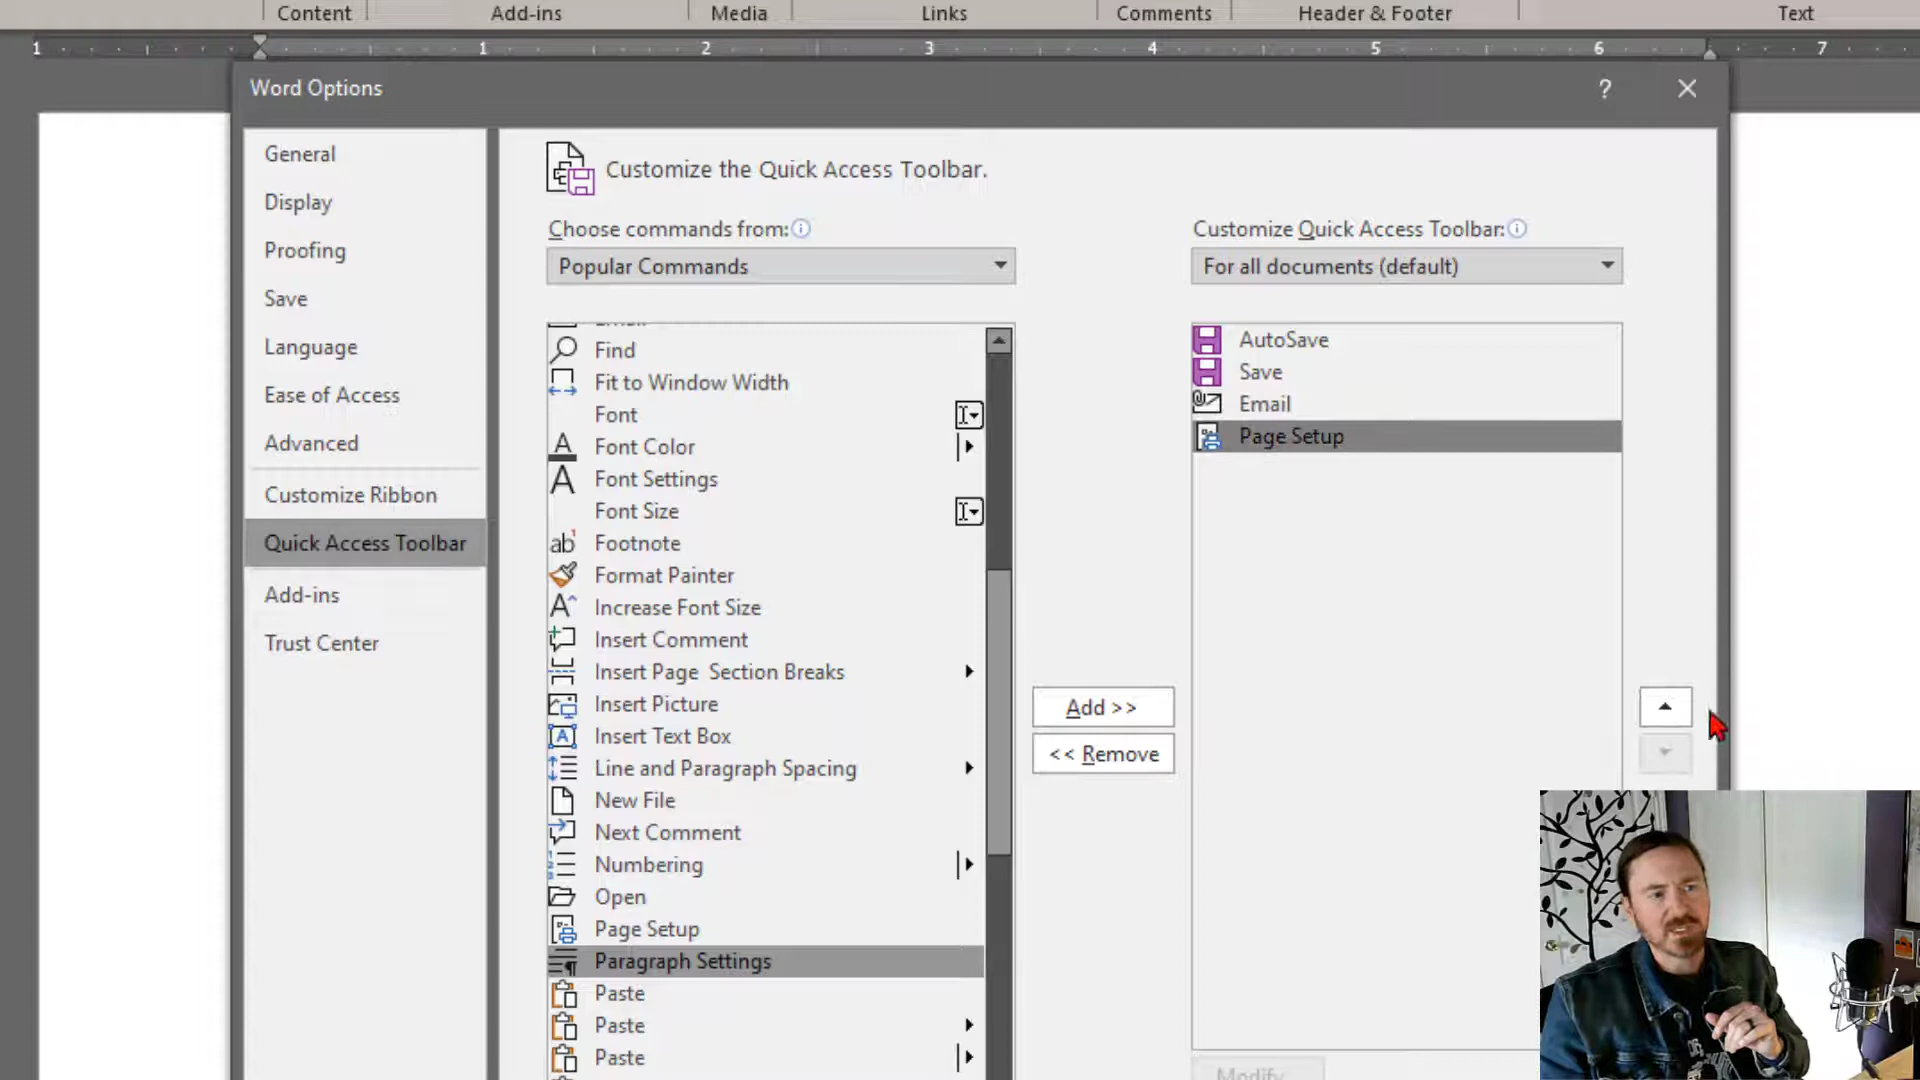 Content Add-ins Media Links Comments Header & Footer Text
1 1 2 3 4 5 6 7
Word Options ?
General
Display
Proofing
Save
Language
Ease of Access
Advanced
Customize Ribbon
Quick Access Toolbar
Add-ins
Trust Center
Customize the Quick Access Toolbar.
Choose commands from:
Popular Commands
Find
Fit to Window Width
Font
Font Color
Font Settings
Font Size
Footnote
Format Painter
Increase Font Size
Insert Comment
Insert Page  Section Breaks
Insert Picture
Insert Text Box
Line and Paragraph Spacing
New File
Next Comment
Numbering
Open
Page Setup
Paragraph Settings
Paste
Paste
Paste
Add >>
<< Remove
Customize Quick Access Toolbar:
For all documents (default)
AutoSave
Save
Email
Page Setup
Modify